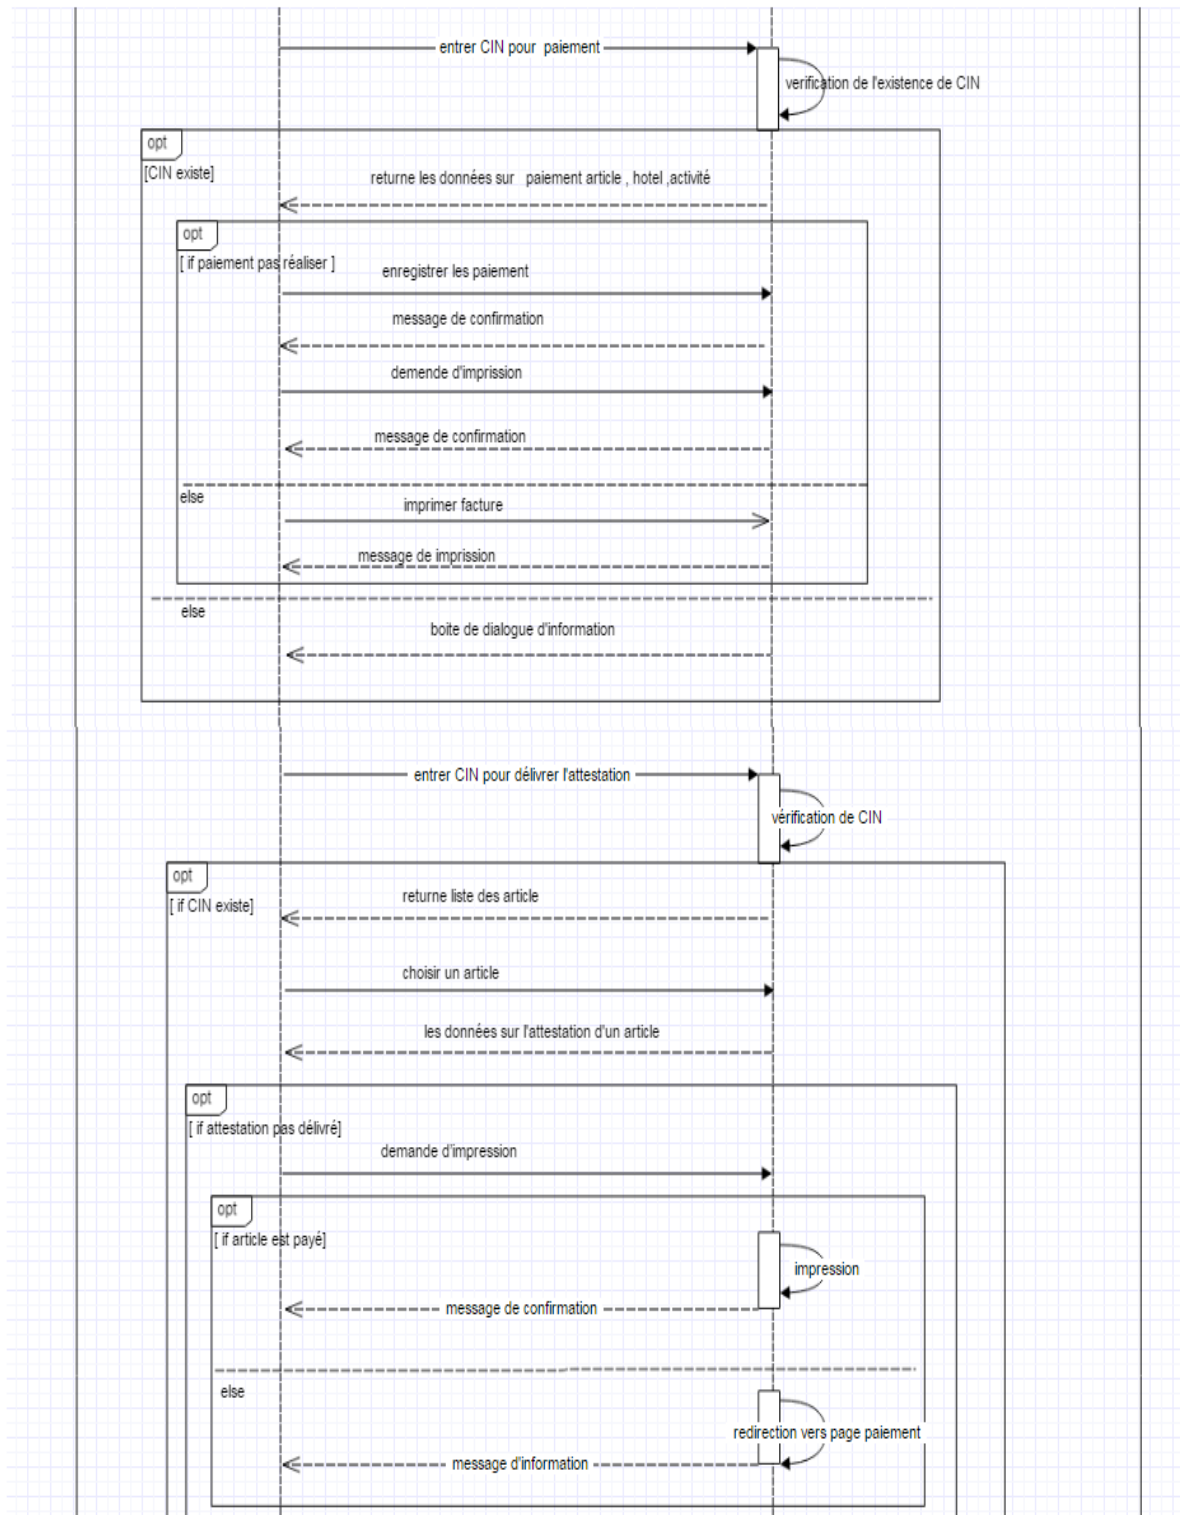 entrer CIN pour paiement
verification de l'existence de CIN
opt
[CIN existe]
returne les données sur paiement article , hotel ,activité
opt
[ if paiement pas réaliser ]
enregistrer les paiement
message de confirmation
demende d'imprission
message de confirmation
else
imprimer facture
message de imprission
else
boite de dialogue d'information
entrer CIN pour délivrer l'attestation
vérification de CIN
opt
[ if CIN existe]
returne liste des article
choisir un article
les données sur l'attestation d'un article
opt
[ if attestation pas délivré]
demande d'impression
opt
[ if article est payé]
impression
message de confirmation
else
redirection vers page paiement
message d'information